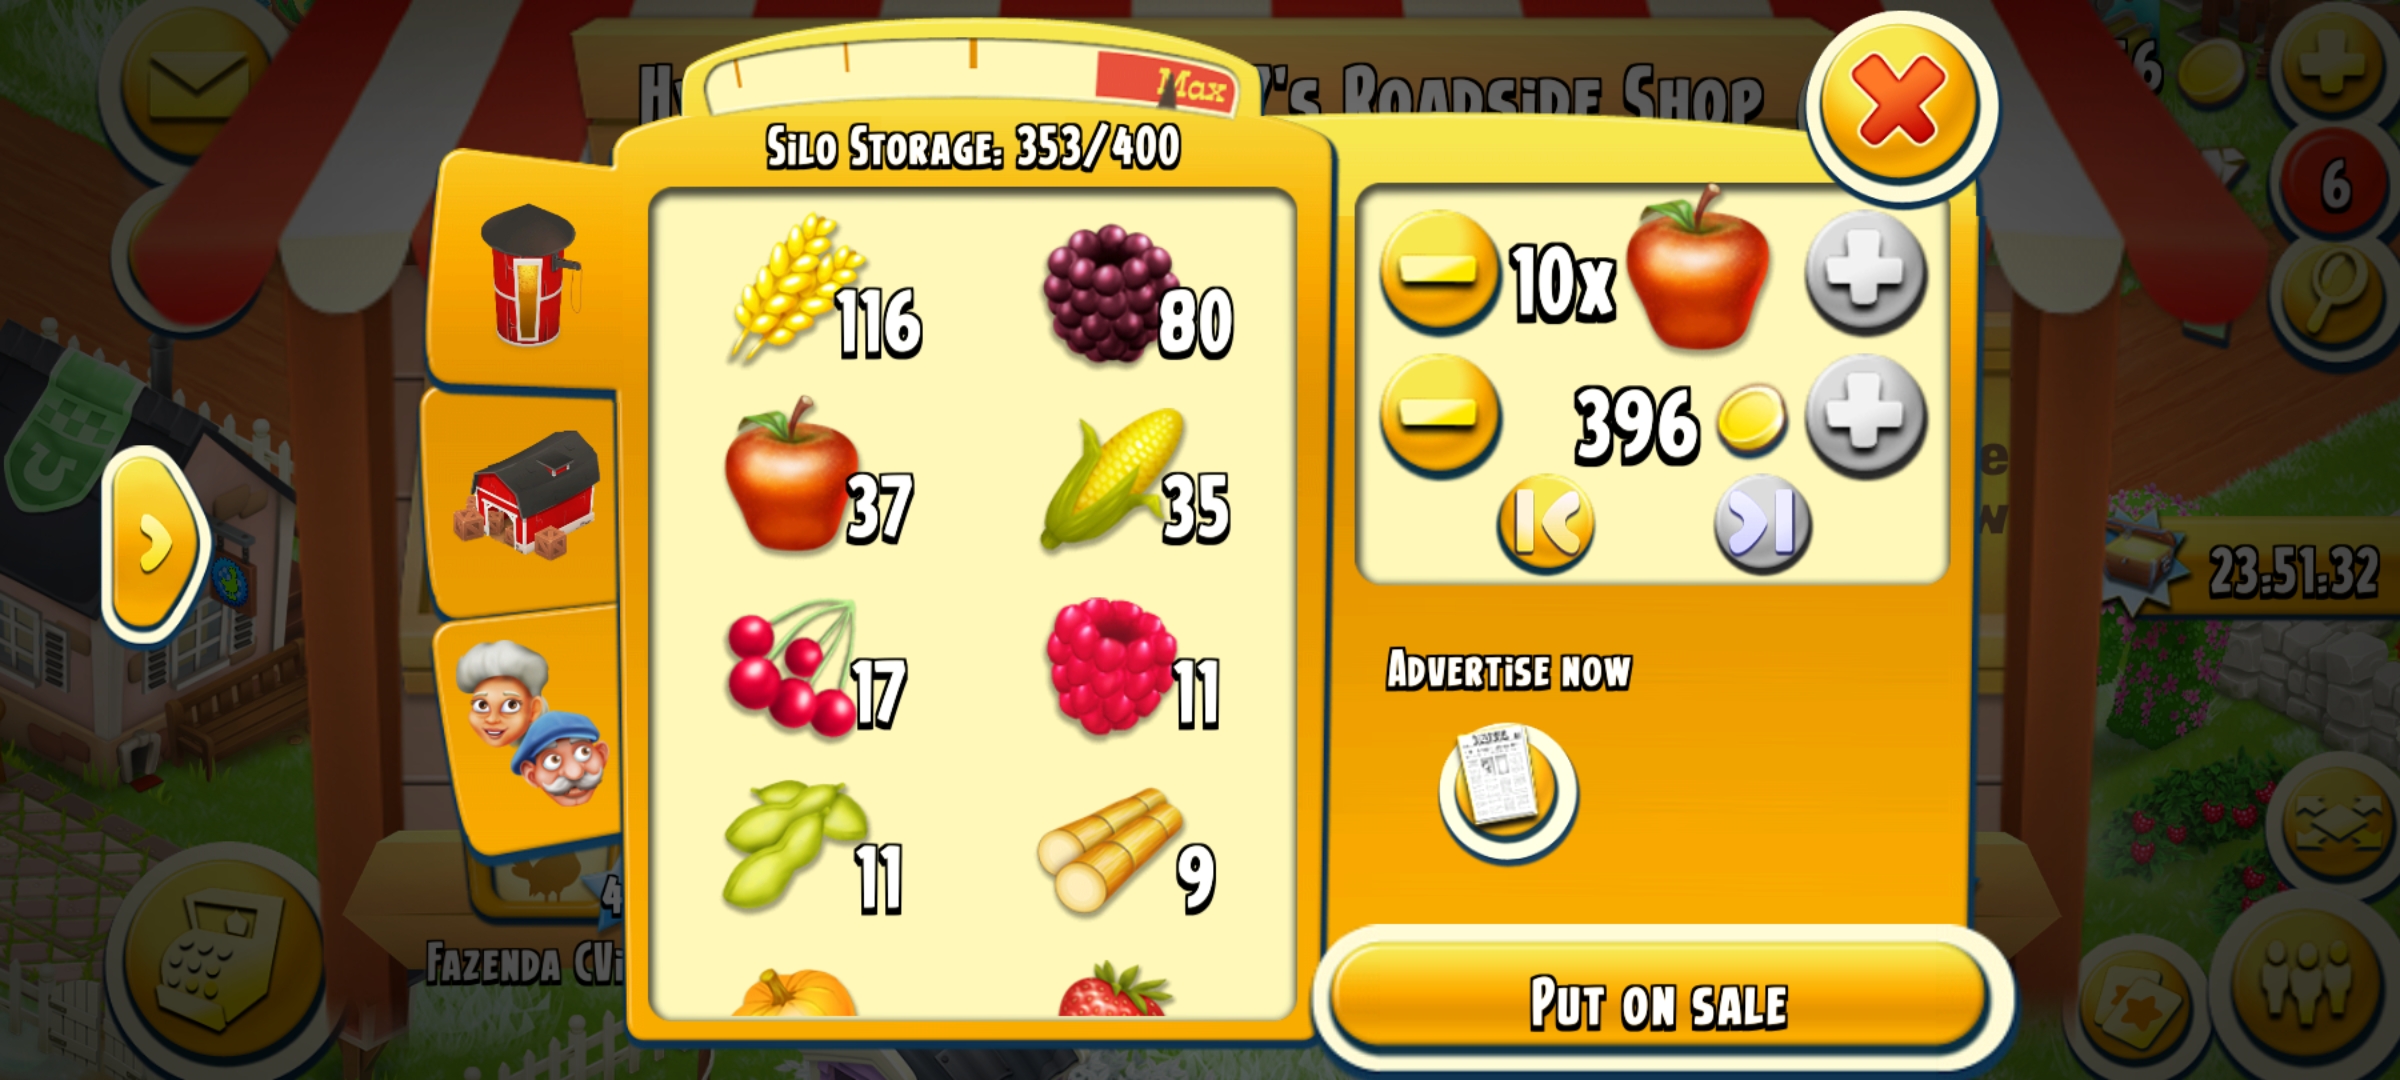 's Roadside Shop
Max
Silo Storage: 353/400
6
116
80
10x
396
37
35
17
11
11
9
23:51:32
Advertise now
Fazenda CVi
Put on sale